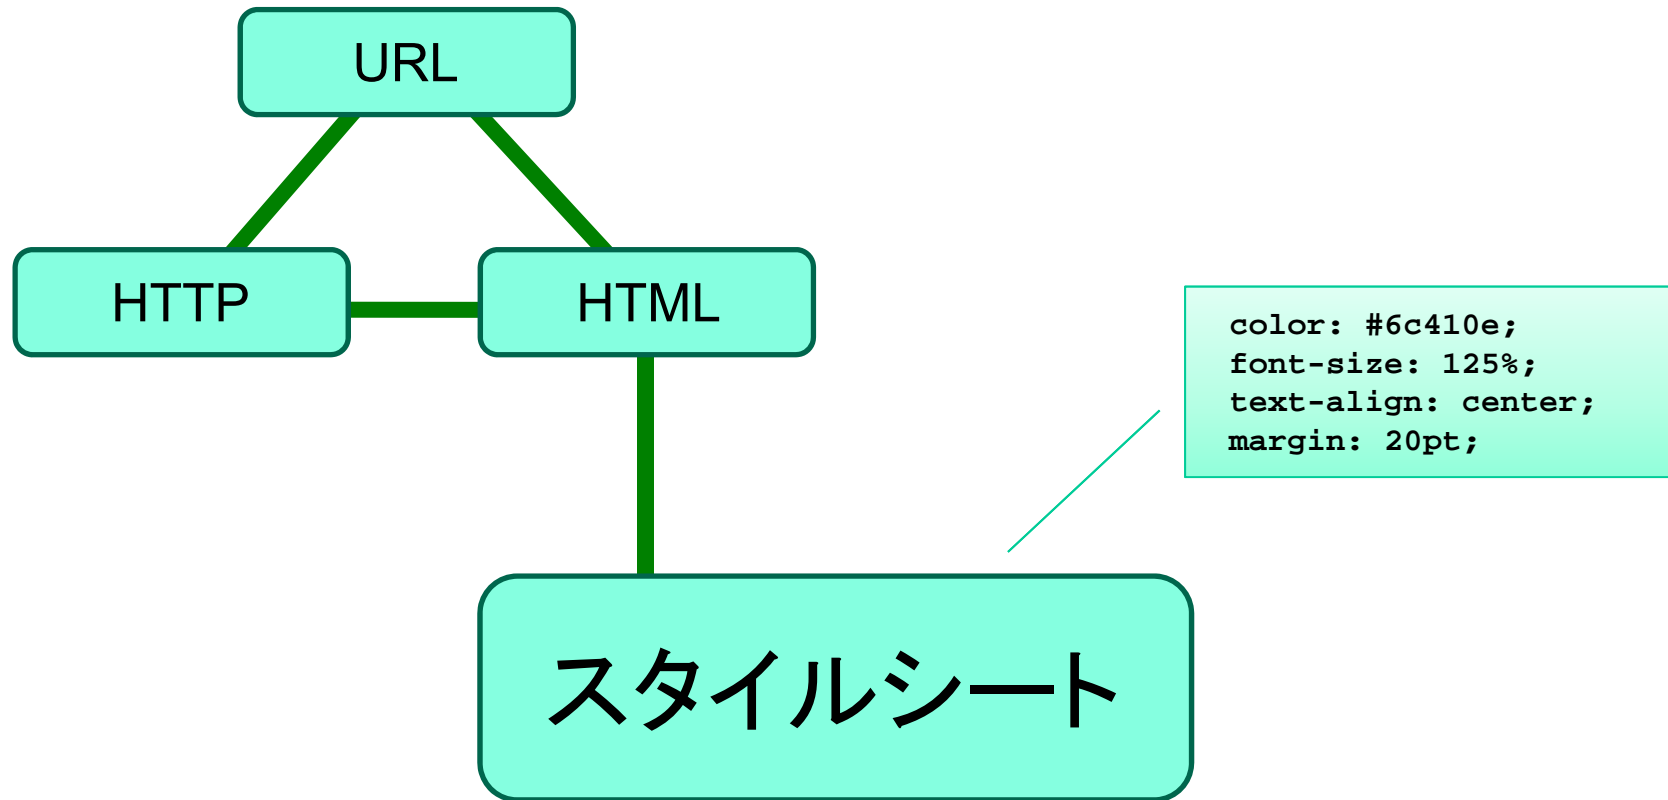 URL
HTTP
HTML
color: #6c410e;
font-size: 125%;
text-align: center;
margin: 20pt;
スタイルシート